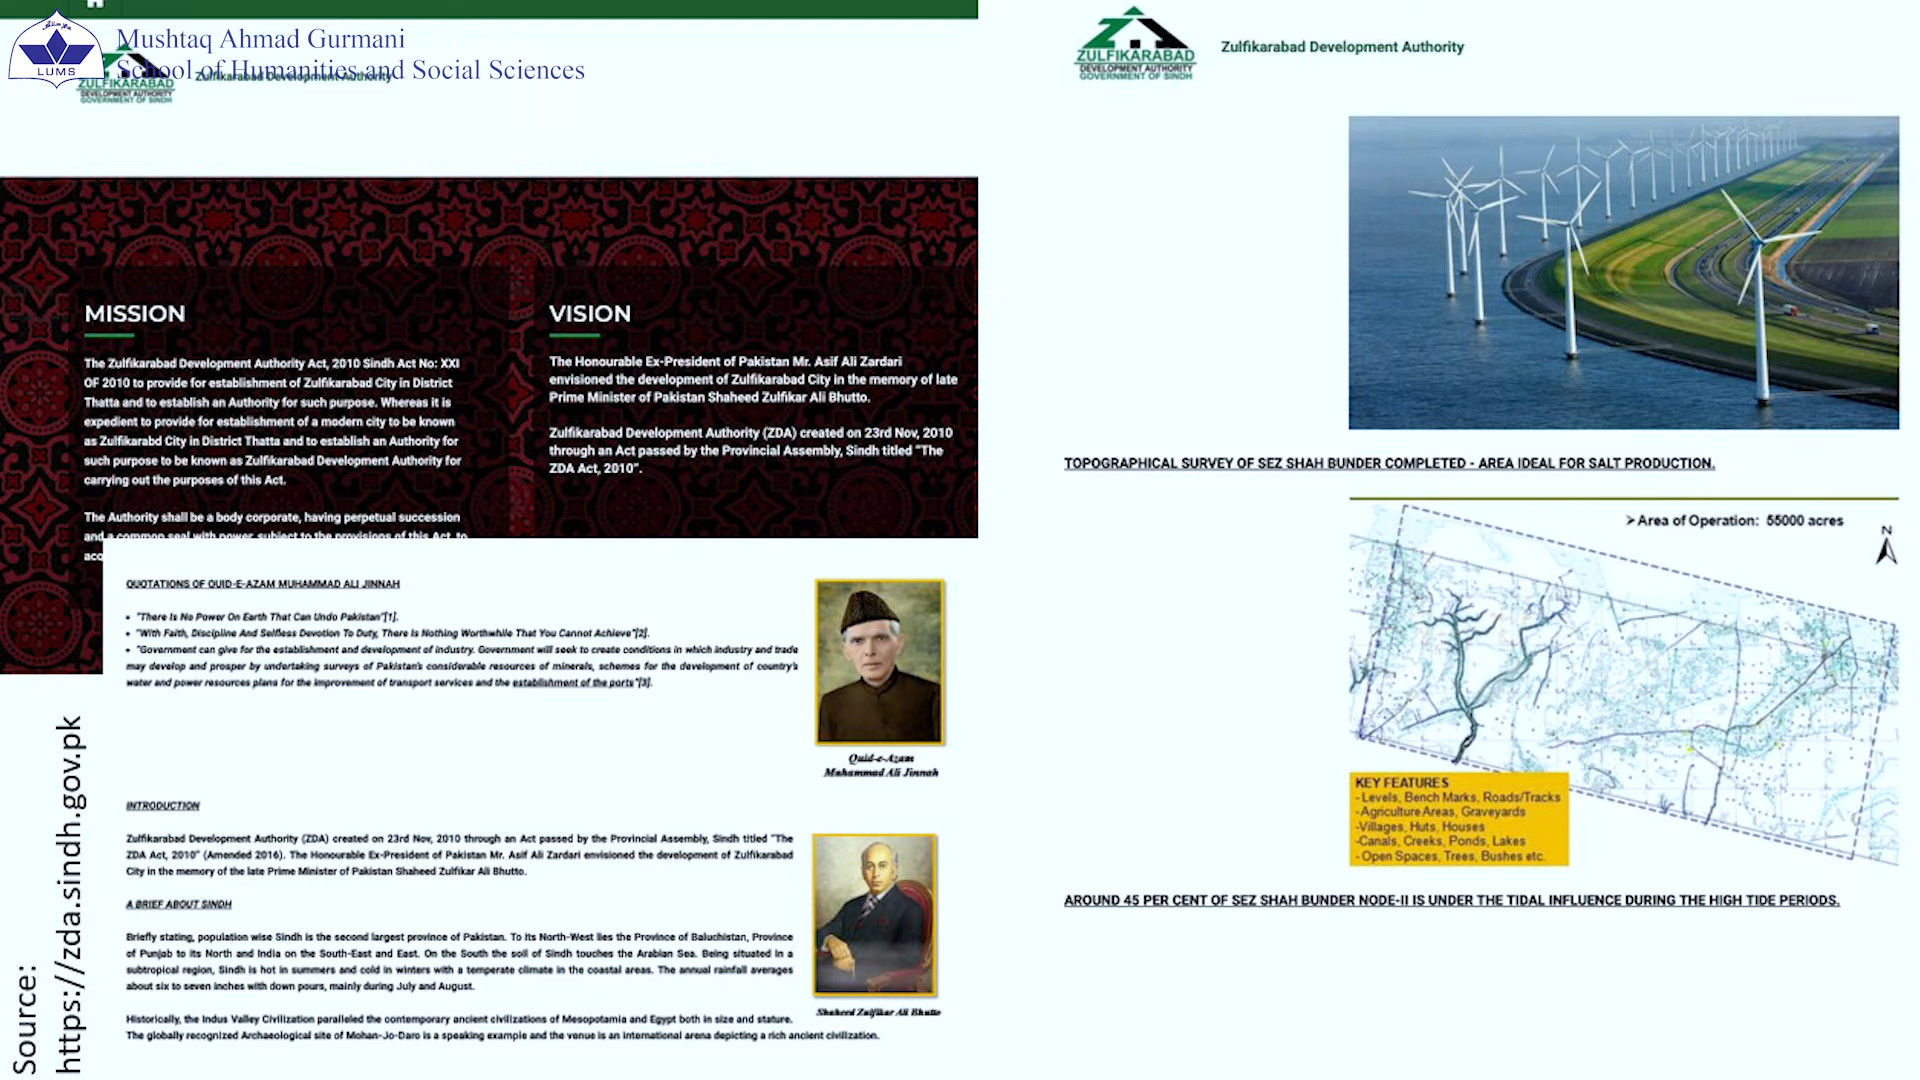 LUMS
Mushtaq Ahmad Gurmani
School of Humanities and Social Sciences
ZULFIKARABAD
DEVELOPMENT AUTHORITY
GOVERNMENT OF SINDH
Zulfikarabad Development Authority
MISSION
The Zulfikarabad Development Authority Act, 2010 Sindh Act No: XXI
OF 2010 to provide for establishment of Zulfikarabad City in District
Thatta and to establish an Authority for such purpose. Whereas it is
expedient to provide for establishment of a modern city to be known
as Zulfikarabd City in District Thatta and to establish an Authority for
such purpose to be known as Zulfikarabad Development Authority for
carrying out the purposes of this Act.
The Authority shall be a body corporate, having perpetual succession
and a common seal with power, subject to the provisions of this Act, to
acq
VISION
The Honourable Ex-President of Pakistan Mr. Asif Ali Zardari
envisioned the development of Zulfikarabad City in the memory of late
Prime Minister of Pakistan Shaheed Zulfikar Ali Bhutto.
Zulfikarabad Development Authority (ZDA) created on 23rd Nov, 2010
through an Act passed by the Provincial Assembly, Sindh titled "The
ZDA Act, 2010".
QUOTATIONS OF QUID-E-AZAM MUHAMMAD ALI JINNAH
• "There Is No Power On Earth That Can Undo Pakistan"[1].
• "With Faith, Discipline And Selfless Devotion To Duty, There Is Nothing Worthwhile That You Cannot Achieve"[2].
• "Government can give for the establishment and development of industry. Government will seek to create conditions in which industry and trade
may develop and prosper by undertaking surveys of Pakistan's considerable resources of minerals, schemes for the development of country's
water and power resources plans for the improvement of transport services and the establishment of the ports"[3].
Quid-e-Azam
Muhammad Ali Jinnah
INTRODUCTION
Zulfikarabad Development Authority (ZDA) created on 23rd Nov, 2010 through an Act passed by the Provincial Assembly, Sindh titled "The
ZDA Act, 2010" (Amended 2016). The Honourable Ex-President of Pakistan Mr. Asif Ali Zardari envisioned the development of Zulfikarabad
City in the memory of the late Prime Minister of Pakistan Shaheed Zulfikar Ali Bhutto.
A BRIEF ABOUT SINDH
Briefly stating, population wise Sindh is the second largest province of Pakistan. To its North-West lies the Province of Baluchistan, Province
of Punjab to its North and India on the South-East and East. On the South the soil of Sindh touches the Arabian Sea. Being situated in a
subtropical region, Sindh is hot in summers and cold in winters with a temperate climate in the coastal areas. The annual rainfall averages
about six to seven inches with down pours, mainly during July and August.
Shaheed Zulfikar Ali Bhutto
Historically, the Indus Valley Civilization paralleled the contemporary ancient civilizations of Mesopotamia and Egypt both in size and stature.
The globally recognized Archaeological site of Mohan-Jo-Daro is a speaking example and the venue is an international arena depicting a rich ancient civilization.
Source:
https://zda.sindh.gov.pk
ZULFIKARABAD
DEVELOPMENT AUTHORITY
GOVERNMENT OF SINDH
Zulfikarabad Development Authority
TOPOGRAPHICAL SURVEY OF SEZ SHAH BUNDER COMPLETED - AREA IDEAL FOR SALT PRODUCTION.
➢Area of Operation: 55000 acres
N
KEY FEATURES
- Levels, Bench Marks, Roads/Tracks
- Agriculture Areas, Graveyards
-Villages, Huts, Houses
-Canals, Creeks, Ponds, Lakes
- Open Spaces, Trees, Bushes etc.
AROUND 45 PER CENT OF SEZ SHAH BUNDER NODE-II IS UNDER THE TIDAL INFLUENCE DURING THE HIGH TIDE PERIODS.